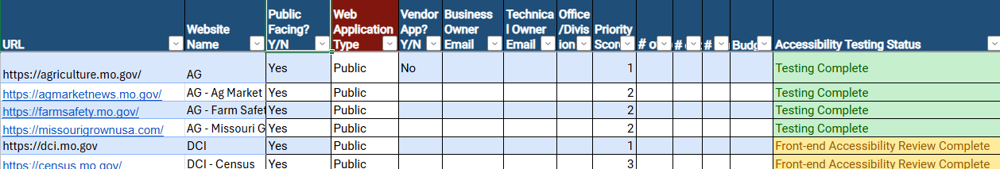 URL
Website Name
Public Facing? Y/N
Web Application Type
Vendor App? Y/N
Business Owner Email
Technical Owner Email
Office/Division
Priority Scor
# o
#
#
Budg
Accessibility Testing Status
https://agriculture.mo.gov/ AG Yes Public No 1 Testing Complete
https://agmarketnews.mo.gov/ AG - Ag Market Yes Public 2 Testing Complete
https://farmsafety.mo.gov/ AG - Farm Safet Yes Public 2 Testing Complete
https://missourigrownusa.com/ AG - Missouri G Yes Public 2 Testing Complete
https://dci.mo.gov DCI Yes Public 1 Front-end Accessibility Review Complete
https://census.mo.gov/ DCI - Census Yes Public 3 Front-end Accessibility Review Complete